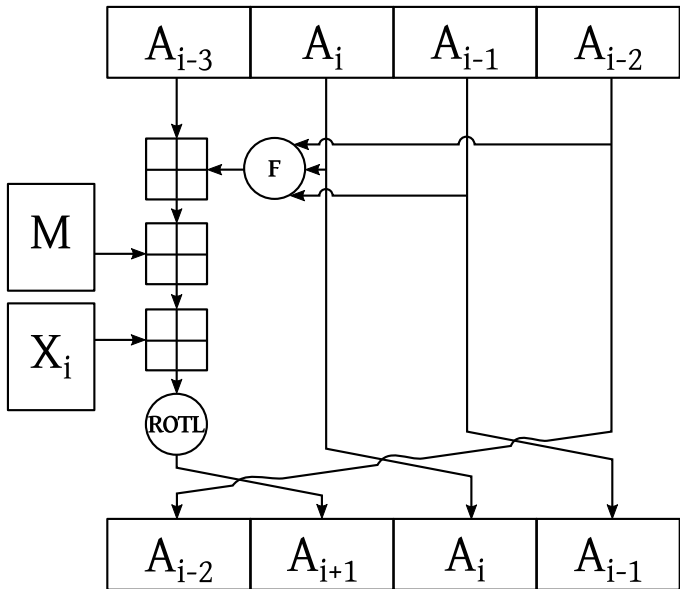 A_{i-3} A_i A_{i-1} A_{i-2}
F
M
X_i
ROTL
A_{i-2} A_{i+1} A_i A_{i-1}